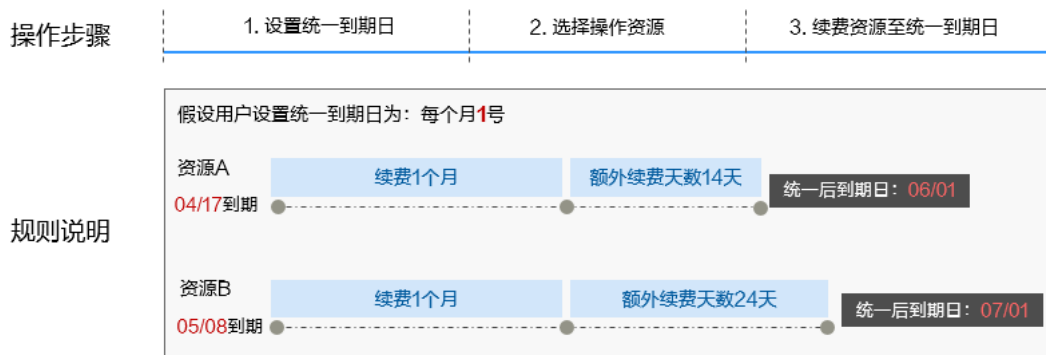 操作步骤
1. 设置统一到期日
2. 选择操作资源
3. 续费资源至统一到期日
假设用户设置统一到期日为：每个月1号
规则说明
资源A
04/17到期
续费1个月
额外续费天数14天
统一后到期日：06/01
资源B
05/08到期
续费1个月
额外续费天数24天
统一后到期日：07/01